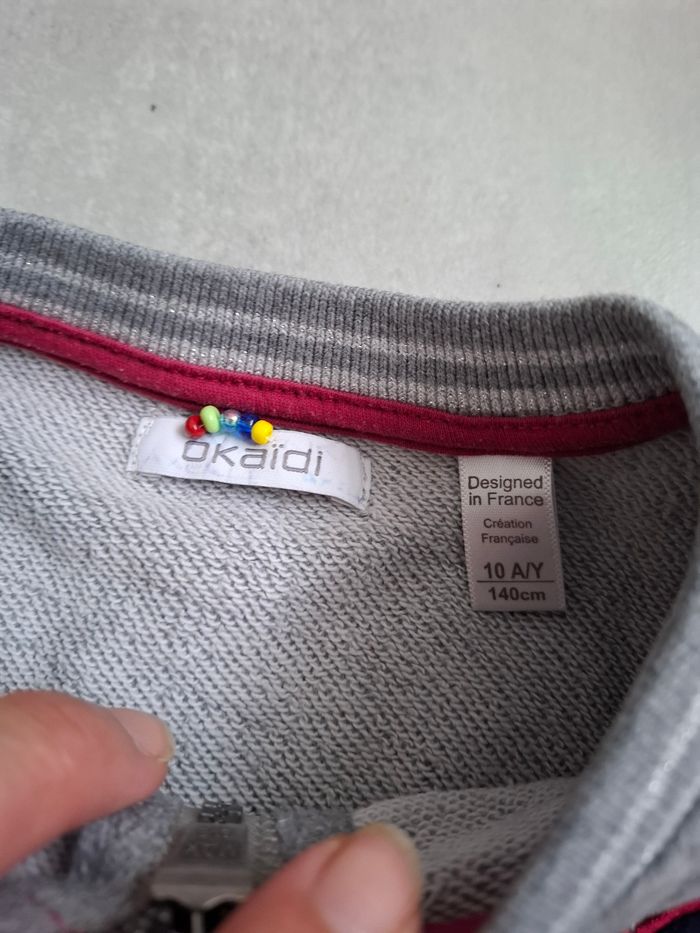 okaïdi
Designed
in France
Création
Française
10 A/Y
140cm